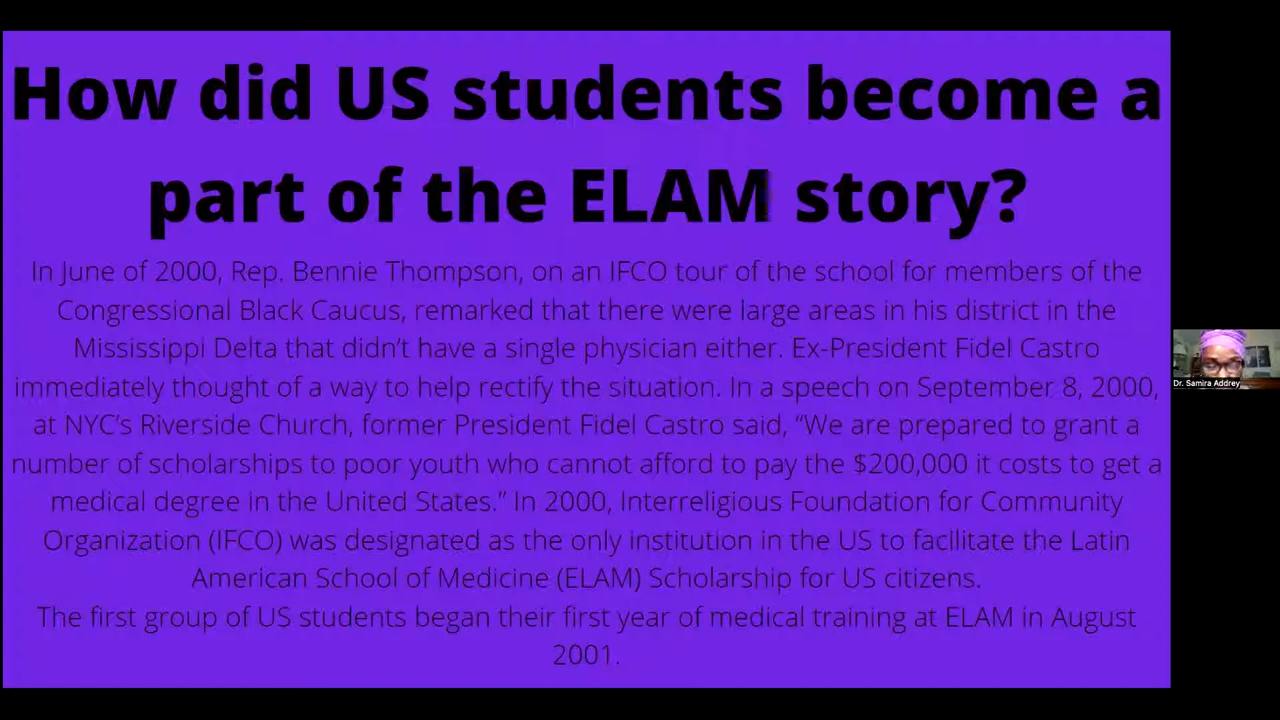 How did US students become a
part of the ELAM story?
In June of 2000, Rep. Bennie Thompson, on an IFCO tour of the school for members of the
Congressional Black Caucus, remarked that there were large areas in his district in the
Mississippi Delta that didn’t have a single physician either. Ex-President Fidel Castro
immediately thought of a way to help rectify the situation. In a speech on September 8, 2000,
at NYC’s Riverside Church, former President Fidel Castro said, “We are prepared to grant a
number of scholarships to poor youth who cannot afford to pay the $200,000 it costs to get a
medical degree in the United States.” In 2000, Interreligious Foundation for Community
Organization (IFCO) was designated as the only institution in the US to facilitate the Latin
American School of Medicine (ELAM) Scholarship for US citizens.
The first group of US students began their first year of medical training at ELAM in August
2001.
Dr. Samira Addrey